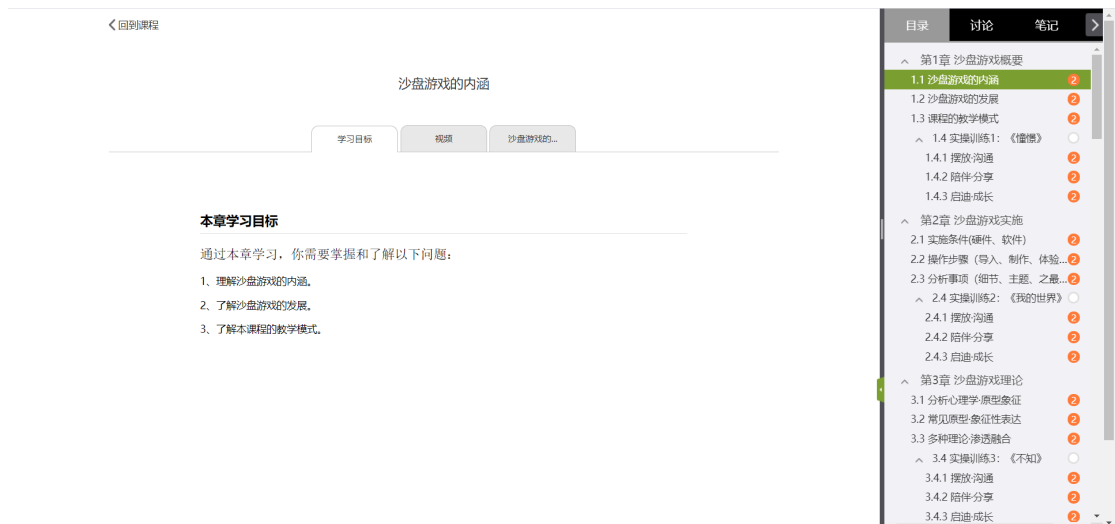 回到课程
沙盘游戏的内涵
学习目标
视频
沙盘游戏的...
本章学习目标
通过本章学习，你需要掌握和了解以下问题：
1、理解沙盘游戏的内涵。
2、了解沙盘游戏的发展。
3、了解本课程的教学模式。
目录 讨论 笔记
第1章 沙盘游戏概要
1.1 沙盘游戏的内涵 2
1.2 沙盘游戏的发展 2
1.3 课程的教学模式 2
1.4 实操训练1：《憧憬》
1.4.1 摆放·沟通 2
1.4.2 陪伴·分享 2
1.4.3 启迪·成长 2
第2章 沙盘游戏实施
2.1 实施条件(硬件、软件) 2
2.2 操作步骤（导入、制作、体验... 2
2.3 分析事项（细节、主题、之最... 2
2.4 实操训练2：《我的世界》
2.4.1 摆放·沟通 2
2.4.2 陪伴·分享 2
2.4.3 启迪·成长 2
第3章 沙盘游戏理论
3.1 分析心理学·原型象征 2
3.2 常见原型·象征性表达 2
3.3 多种理论·渗透融合 2
3.4 实操训练3：《不知》
3.4.1 摆放·沟通 2
3.4.2 陪伴·分享 2
3.4.3 启迪·成长 2